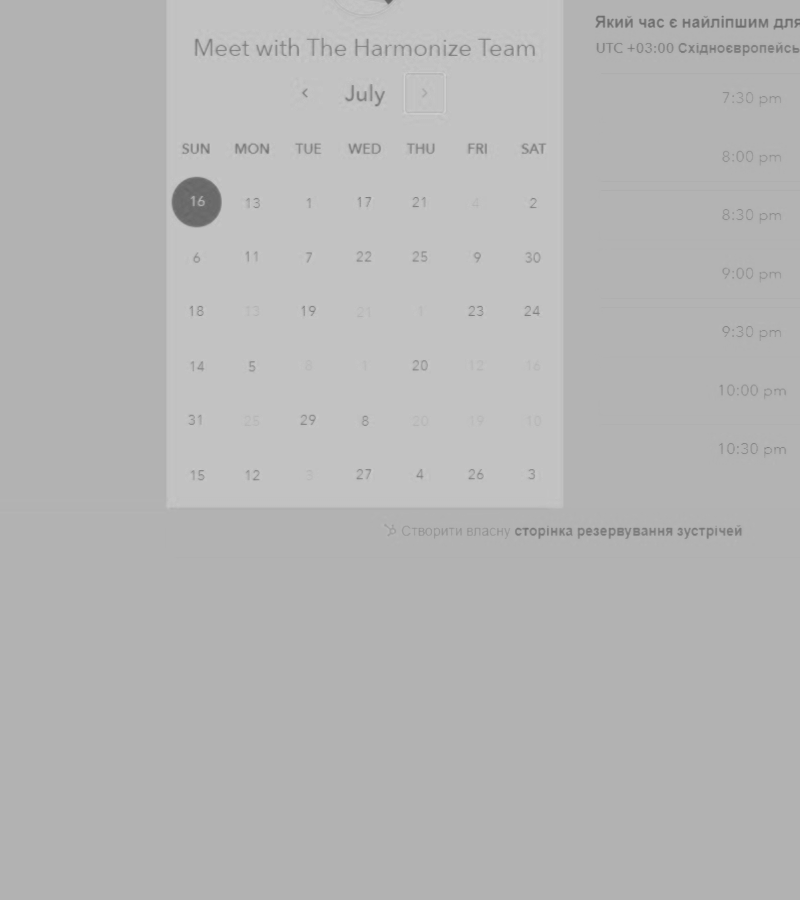 Meet with The Harmonize Team
July
SUN MON TUE WED THU FRI SAT
16 13 1 17 21 4 2
6 11 7 22 25 9 30
18 13 19 21 1 23 24
14 5 8 1 20 12 16
31 25 29 8 20 19 10
15 12 3 27 4 26 3
Який час є найліпшим для
UTC +03:00 Східноєвропейсь
7:30 pm
8:00 pm
8:30 pm
9:00 pm
9:30 pm
10:00 pm
10:30 pm
Створити власну сторінка резервування зустрічей